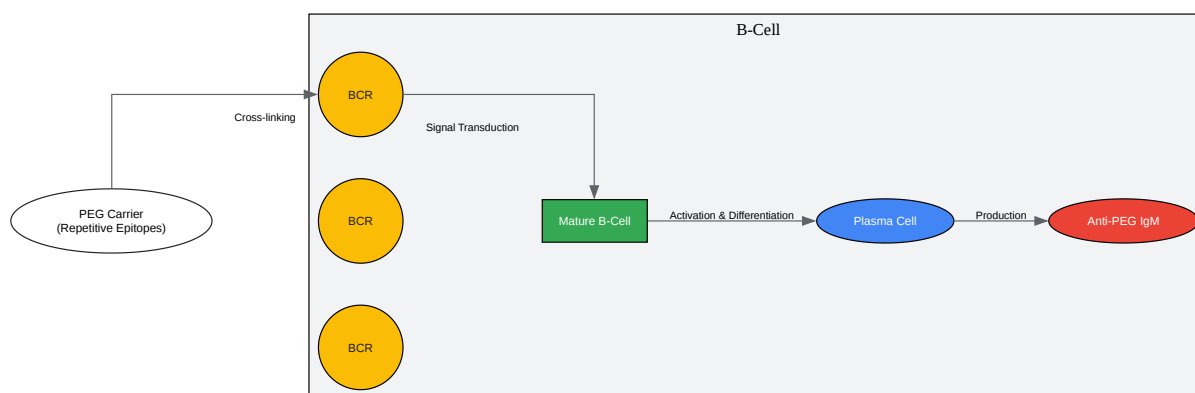 B-Cell
BCR
Cross-linking
Signal Transduction
PEG Carrier
(Repetitive Epitopes)
BCR
Mature B-Cell
Activation & Differentiation
Plasma Cell
Production
Anti-PEG IgM
BCR